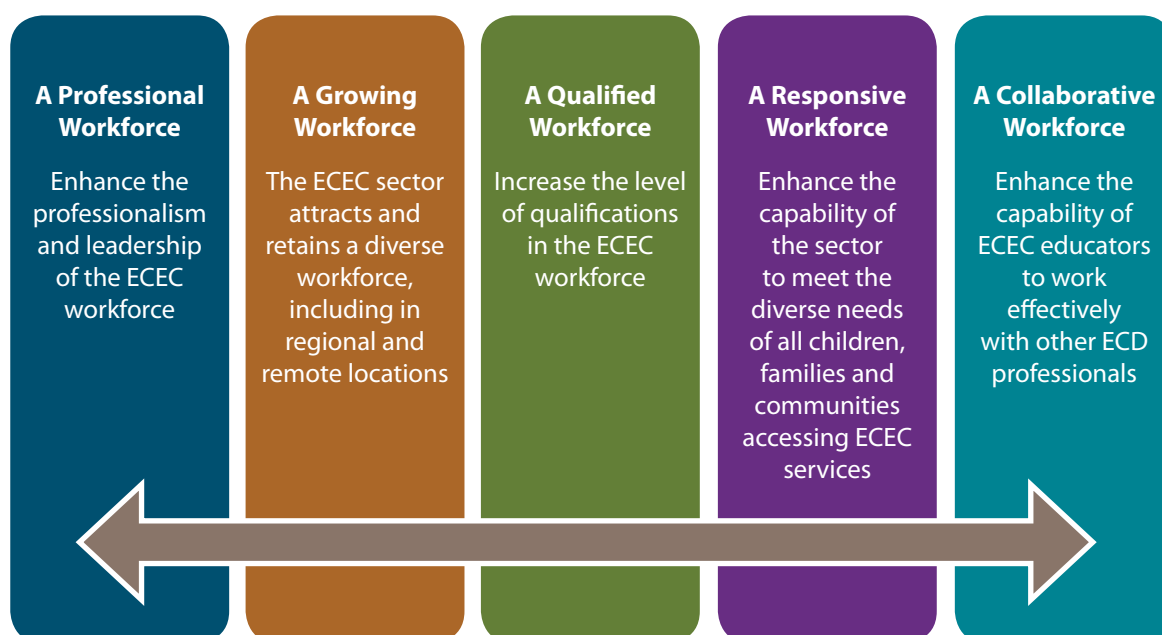 A Professional
Workforce
Enhance the
professionalism
and leadership
of the ECEC
workforce
A Growing
Workforce
The ECEC sector
attracts and
retains a diverse
workforce,
including in
regional and
remote locations
A Qualified
Workforce
Increase the level
of qualifications
in the ECEC
workforce
A Responsive
Workforce
Enhance the
capability of
the sector
to meet the
diverse needs
of all children,
families and
communities
accessing ECEC
services
A Collaborative
Workforce
Enhance the
capability of
ECEC educators
to work
effectively
with other ECD
professionals